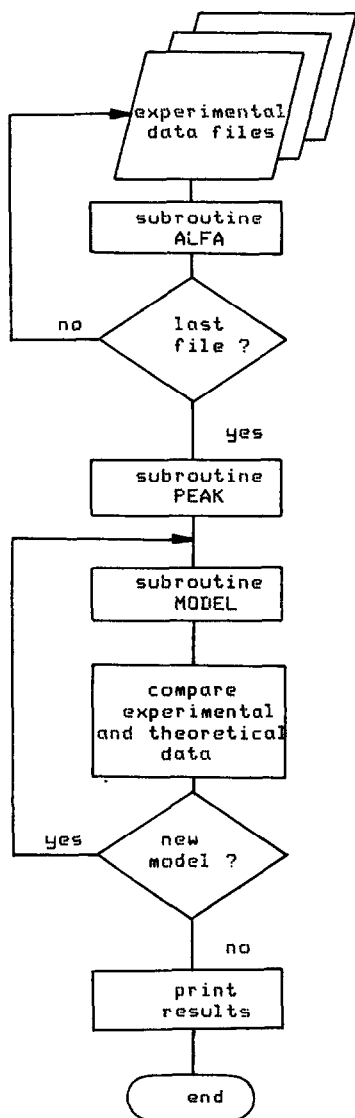 experimental
data files
subroutine
ALFA
no
last
file ?
yes
subroutine
PEAK
subroutine
MODEL
compare
experimental
and theoretical
data
yes
new
model ?
no
print
results
end